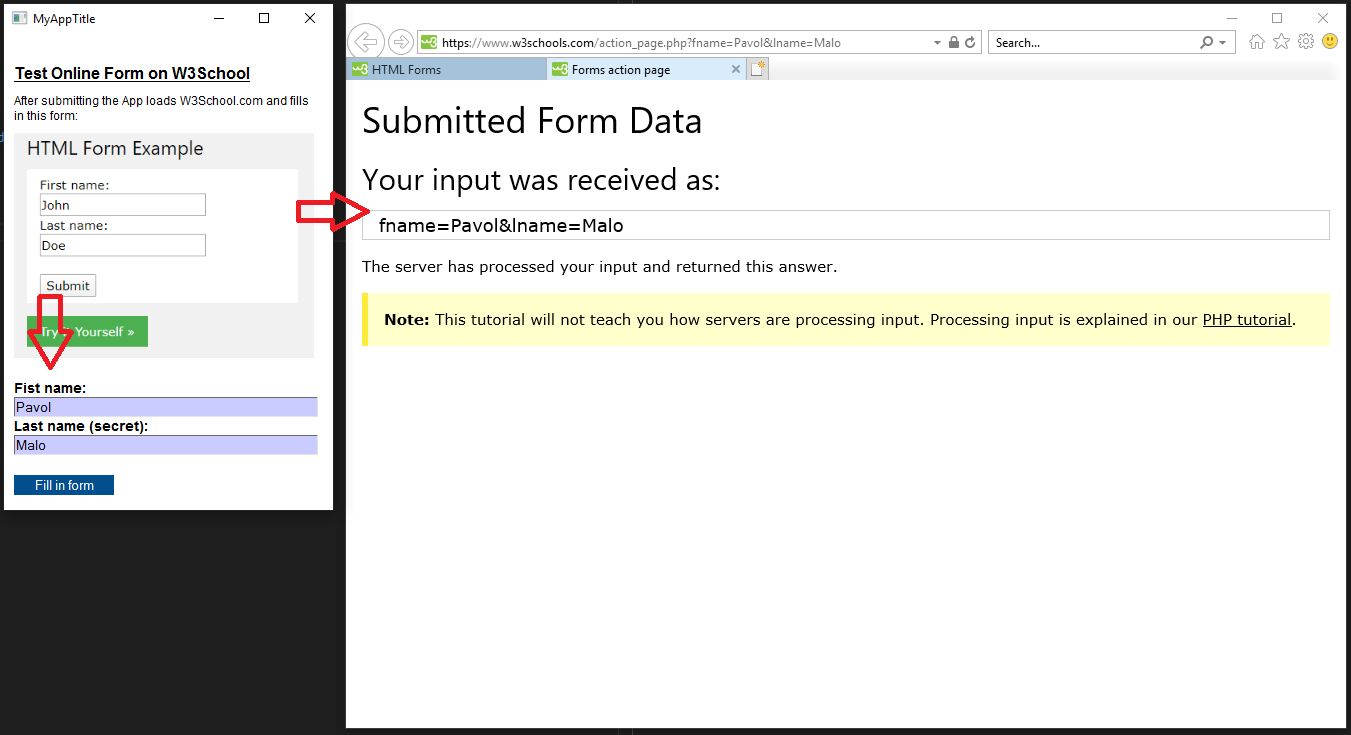 MyAppTitle
Test Online Form on W3School
After submitting the App loads W3School.com and fills
in this form:
HTML Form Example
First name:
John
Last name:
Doe
Submit
Try Yourself »
Fist name:
Pavol
Last name (secret):
Malo
Fill in form
https://www.w3schools.com/action_page.php?fname=Pavol&lname=Malo
Search...
HTML Forms
Forms action page
Submitted Form Data
Your input was received as:
fname=Pavol&lname=Malo
The server has processed your input and returned this answer.
Note: This tutorial will not teach you how servers are processing input. Processing input is explained in our PHP tutorial.